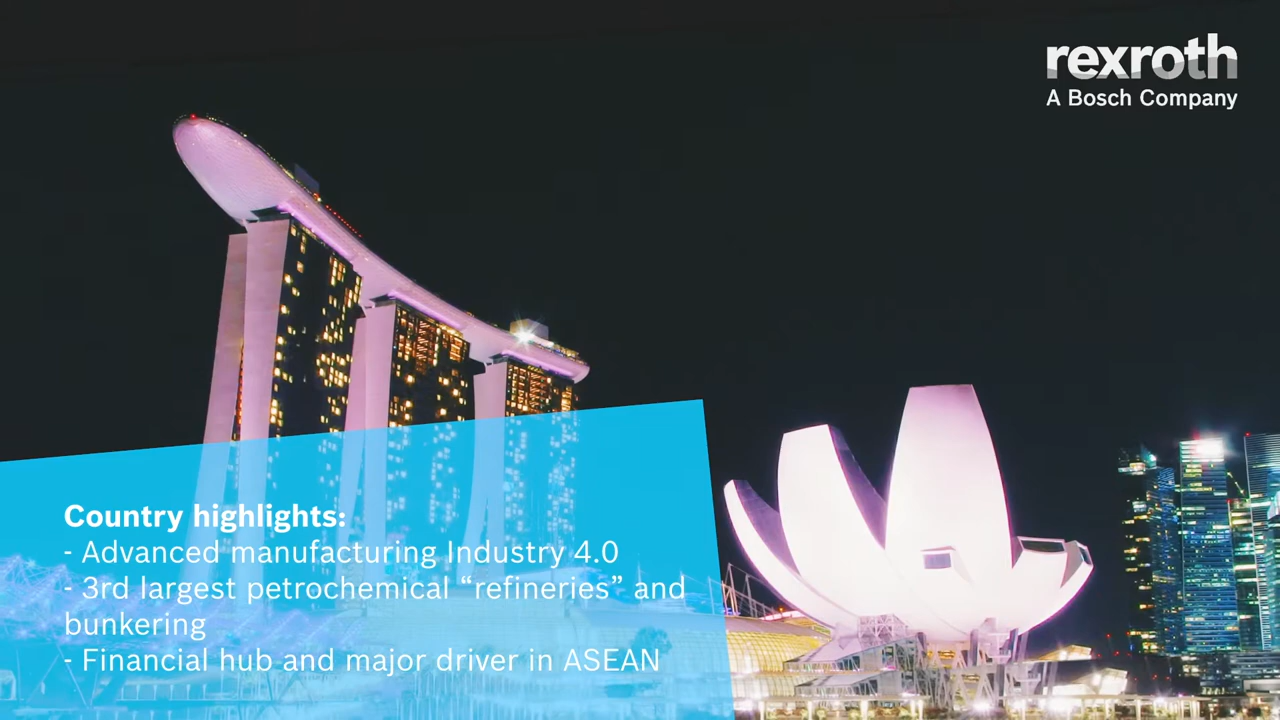 rexroth
A Bosch Company
Country highlights:
- Advanced manufacturing Industry 4.0
- 3rd largest petrochemical “refineries” and
bunkering
- Financial hub and major driver in ASEAN